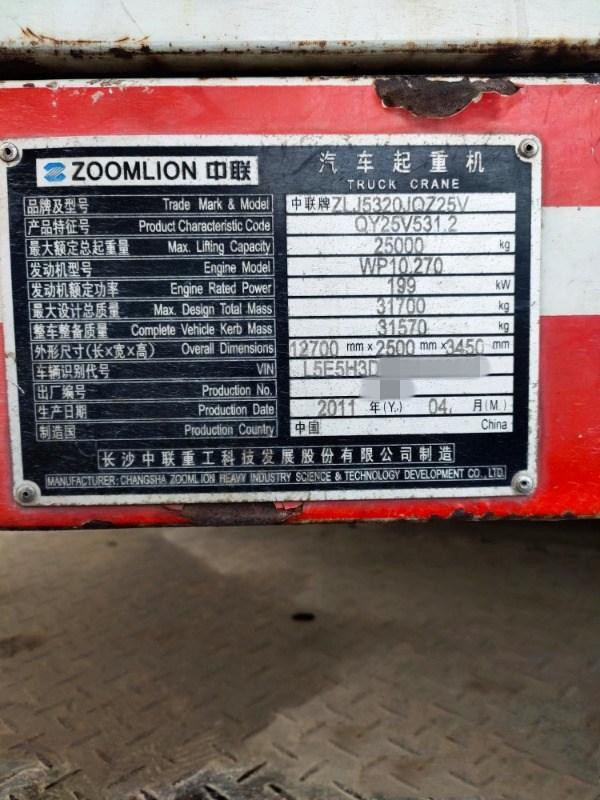 ZOOMLION 中联 汽车起重机
TRUCK CRANE
品牌及型号 Trade Mark & Model 中联牌ZLJ5320JQZ25V
产品特征号 Product Characteristic Code QY25V531.2
最大额定总起重量 Max. Lifting Capacity 25000 kg
发动机型号 Engine Model WP10.270
发动机额定功率 Engine Rated Power 199 kW
最大设计总质量 Max. Design Total Mass 31700 kg
整车整备质量 Complete Vehicle Kerb Mass 31570 kg
外形尺寸(长×宽×高) Overall Dimensions 12700 mm x 2500 mm x 3450 mm
车辆识别代号 VIN L5E5H3D
出厂编号 Production No.
生产日期 Production Date 2011 年(Y.) 04. 月(M.)
制造国 Production Country 中国 China
长沙中联重工科技发展股份有限公司制造
MANUFACTURER: CHANGSHA ZOOMLION HEAVY INDUSTRY SCIENCE & TECHNOLOGY DEVELOPMENT CO., LTD.